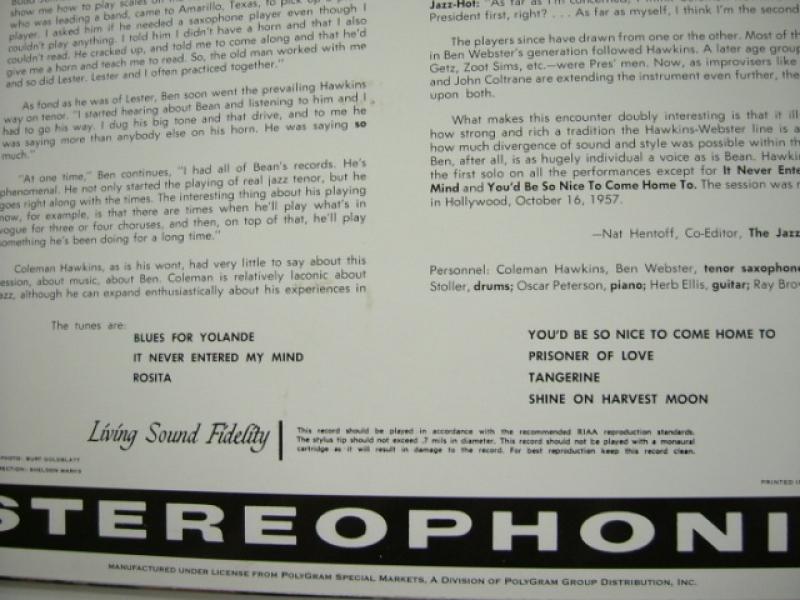 show me how to play scales on
who was leading a band, came to Amarillo, Texas, to pick up a
player. I asked him if he needed a saxophone player even though I
couldn't play anything. I told him I didn't have a horn and that I also
couldn't read. He cracked up, and told me to come along and that he'd
give me a horn and teach me to read. So, the old man worked with me
and so did Lester. Lester and I often practiced together."
As fond as he was of Lester, Ben soon went the prevailing Hawkins
way on tenor. "I started hearing about Bean and listening to him and I
had to go his way. I dug his big tone and that drive, and to me he
was saying more than anybody else on his horn. He was saying so
much."
"At one time," Ben continues, "I had all of Bean's records. He's
phenomenal. He not only started the playing of real jazz tenor, but he
goes right along with the times. The interesting thing about his playing
now, for example, is that there are times when he'll play what's in
vogue for three or four choruses, and then, on top of that, he'll play
something he's been doing for a long time."
Coleman Hawkins, as is his wont, had very little to say about this
ession, about music, about Ben. Coleman is relatively laconic about
azz, although he can expand enthusiastically about his experiences in
Jazz-Hot: "As far as I'm concerned, I think
President first, right? . . . As far as myself, I think I'm the second
The players since have drawn from one or the other. Most of th
in Ben Webster's generation followed Hawkins. A later age group
Getz, Zoot Sims, etc.—were Pres' men. Now, as improvisers like
and John Coltrane are extending the instrument even further, the
upon both.
What makes this encounter doubly interesting is that it ill
how strong and rich a tradition the Hawkins-Webster line is a
how much divergence of sound and style was possible within th
Ben, after all, is as hugely individual a voice as is Bean. Hawkin
the first solo on all the performances except for It Never Ente
Mind and You'd Be So Nice To Come Home To. The session was r
in Hollywood, October 16, 1957.
—Nat Hentoff, Co-Editor, The Jazz
Personnel: Coleman Hawkins, Ben Webster, tenor saxophone
Stoller, drums; Oscar Peterson, piano; Herb Ellis, guitar; Ray Brow
The tunes are:
BLUES FOR YOLANDE
IT NEVER ENTERED MY MIND
ROSITA
YOU'D BE SO NICE TO COME HOME TO
PRISONER OF LOVE
TANGERINE
SHINE ON HARVEST MOON
Living Sound Fidelity
This record should be played in accordance with the recommended RIAA reproduction standards.
The stylus tip should not exceed .7 mils in diameter. This record should not be played with a monaural
cartridge as it will result in damage to the record. For best reproduction keep this record clean.
PHOTO: BURT GOLDBLATT
RECTION: SHELDON MARKS
PRINTED I
STEREOPHONI
MANUFACTURED UNDER LICENSE FROM POLYGRAM SPECIAL MARKETS, A DIVISION OF POLYGRAM GROUP DISTRIBUTION, INC.